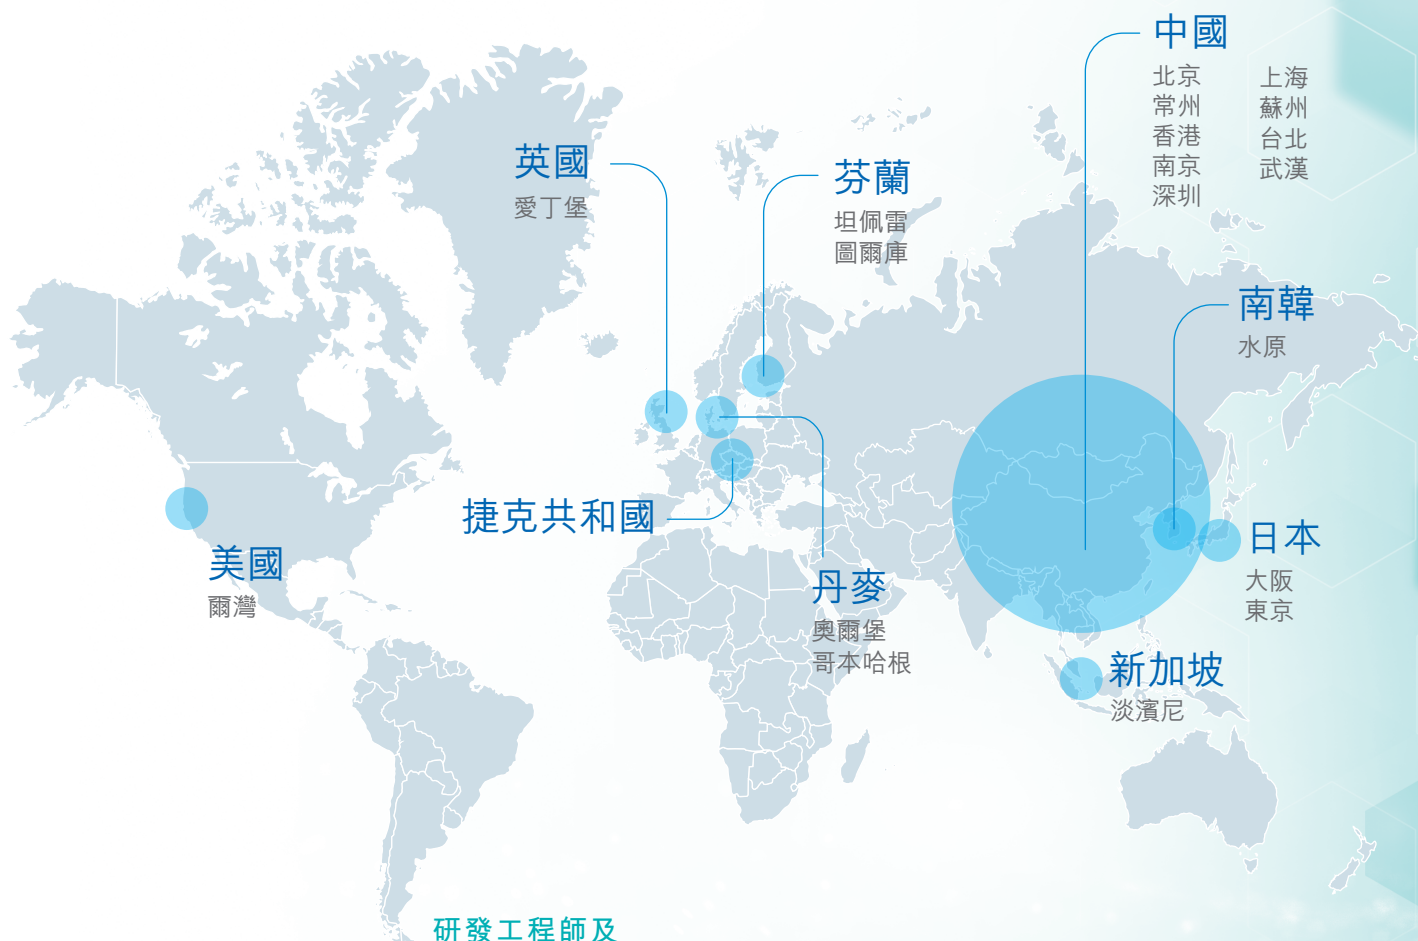 中國
北京
常州
香港
南京
深圳
上海
蘇州
台北
武漢
英國
愛丁堡
芬蘭
坦佩雷
圖爾庫
南韓
水原
捷克共和國
日本
大阪
東京
美國
爾灣
丹麥
奧爾堡
哥本哈根
新加坡
淡濱尼
研發工程師及